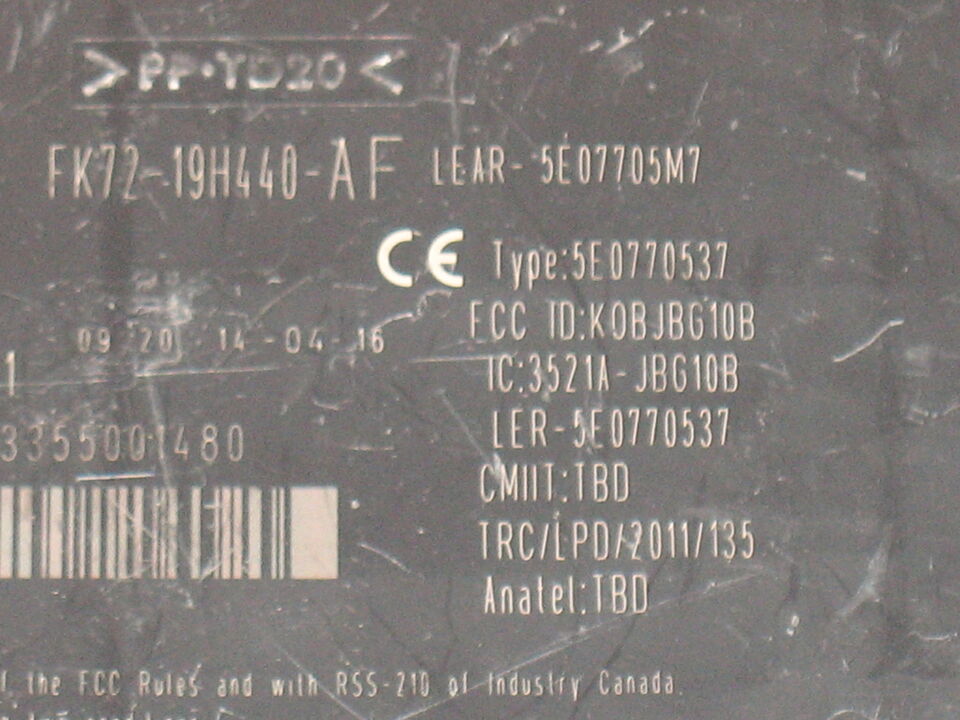 >PP-TD20<
FK72-19H440-AF LEAR-5E07705M7
CE Type:5E0770537
FCC ID:KOBJBG10B
09 20 14-04-16
IC:3521A-JBG10B
1
LER-5E0770537
3355001480
CMIIT:TBD
TRC/LPD/2011/135
Anatel:TBD
the FCC Rules and with RSS-210 of Industry Canada.